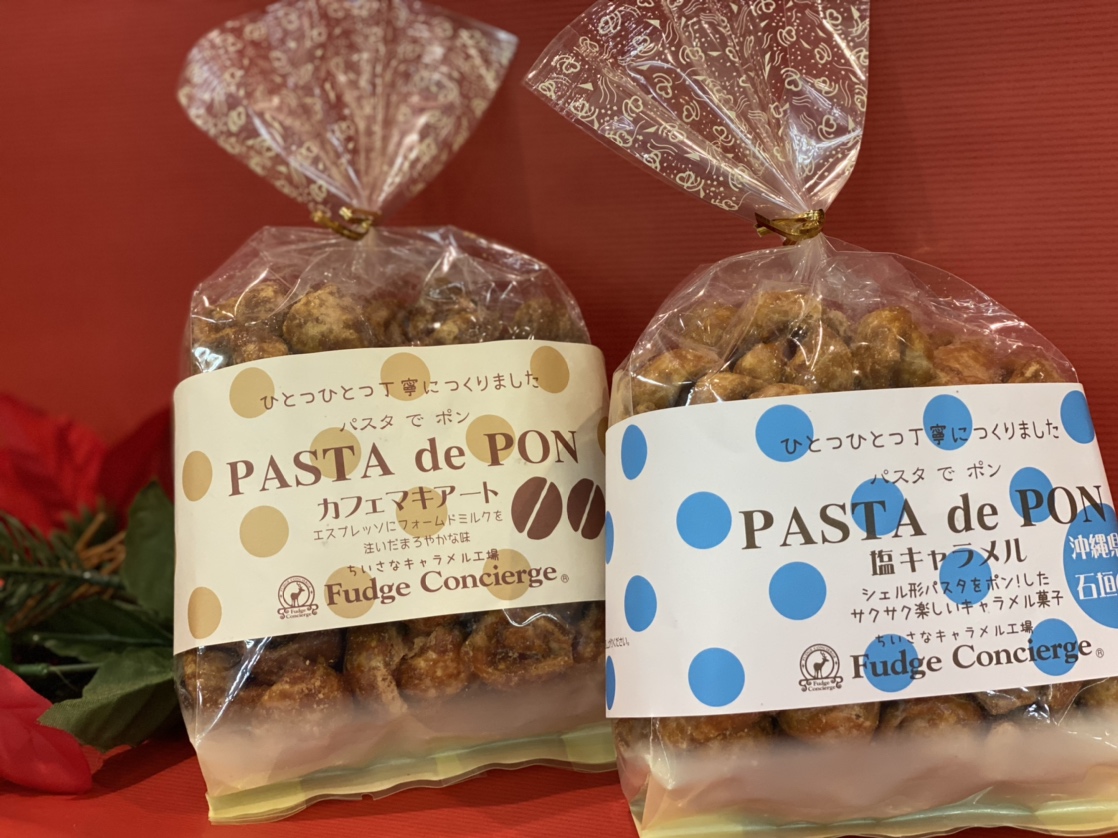 ひとつひとつ丁寧につくりました
パスタ で ポン
PASTA de PON
カフェマキアート
エスプレッソにフォームドミルクを
注いだまろやかな味
ちいさなキャラメル工場
Fudge Concierge®
Fudge
Concierge
ひとつひとつ丁寧につくりました
パスタ で ポン
PASTA de PON
塩キャラメル
沖縄県
石垣
シェル形パスタをポン!した
サクサク楽しいキャラメル菓子
ちいさなキャラメル工場
Fudge Concierge®
Fudge
Concierge